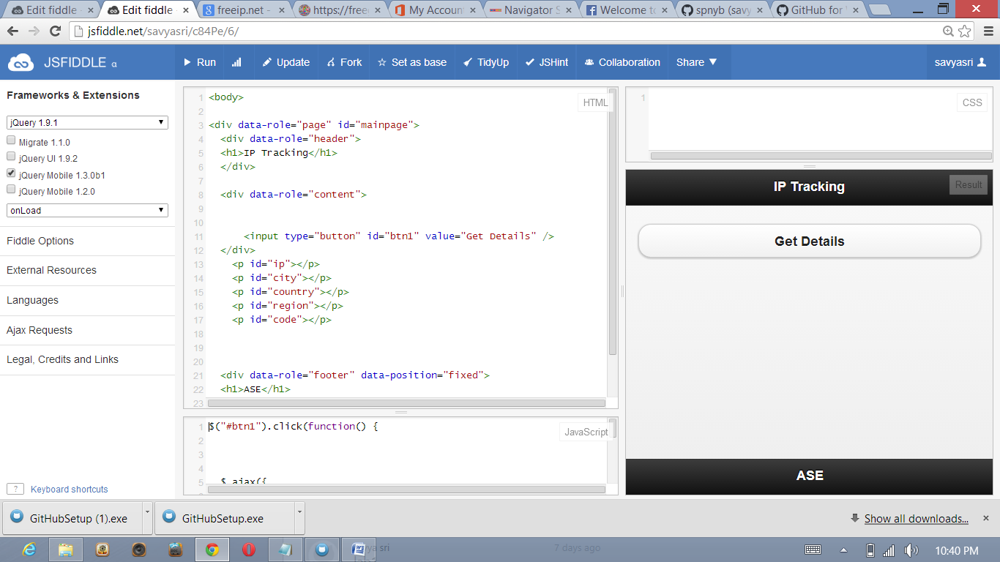 Edit fiddle
Edit fiddle
freeip.net -
https://freeg
My Accoun
Navigator S
Welcome to
spnyb (savy
GitHub for
jsfiddle.net/savyasri/c84Pe/6/
JSFIDDLE α
Run
Update
Fork
Set as base
TidyUp
JSHint
Collaboration
Share
savyasri
Frameworks & Extensions
jQuery 1.9.1
Migrate 1.1.0
jQuery UI 1.9.2
jQuery Mobile 1.3.0b1
jQuery Mobile 1.2.0
onLoad
Fiddle Options
External Resources
Languages
Ajax Requests
Legal, Credits and Links
? Keyboard shortcuts
HTML
1 <body>
2
3 <div data-role="page" id="mainpage">
4 <div data-role="header">
5 <h1>IP Tracking</h1>
6 </div>
7
8 <div data-role="content">
9
10
11 <input type="button" id="btn1" value="Get Details" />
12 </div>
13 <p id="ip"></p>
14 <p id="city"></p>
15 <p id="country"></p>
16 <p id="region"></p>
17 <p id="code"></p>
18
19
20
21 <div data-role="footer" data-position="fixed">
22 <h1>ASE</h1>
23
JavaScript
1 $("#btn1").click(function() {
2
3
4
5 $.ajax({
CSS
1
IP Tracking
Result
Get Details
ASE
GitHubSetup (1).exe
GitHubSetup.exe
Show all downloads...
sri
7 days ago
10:40 PM